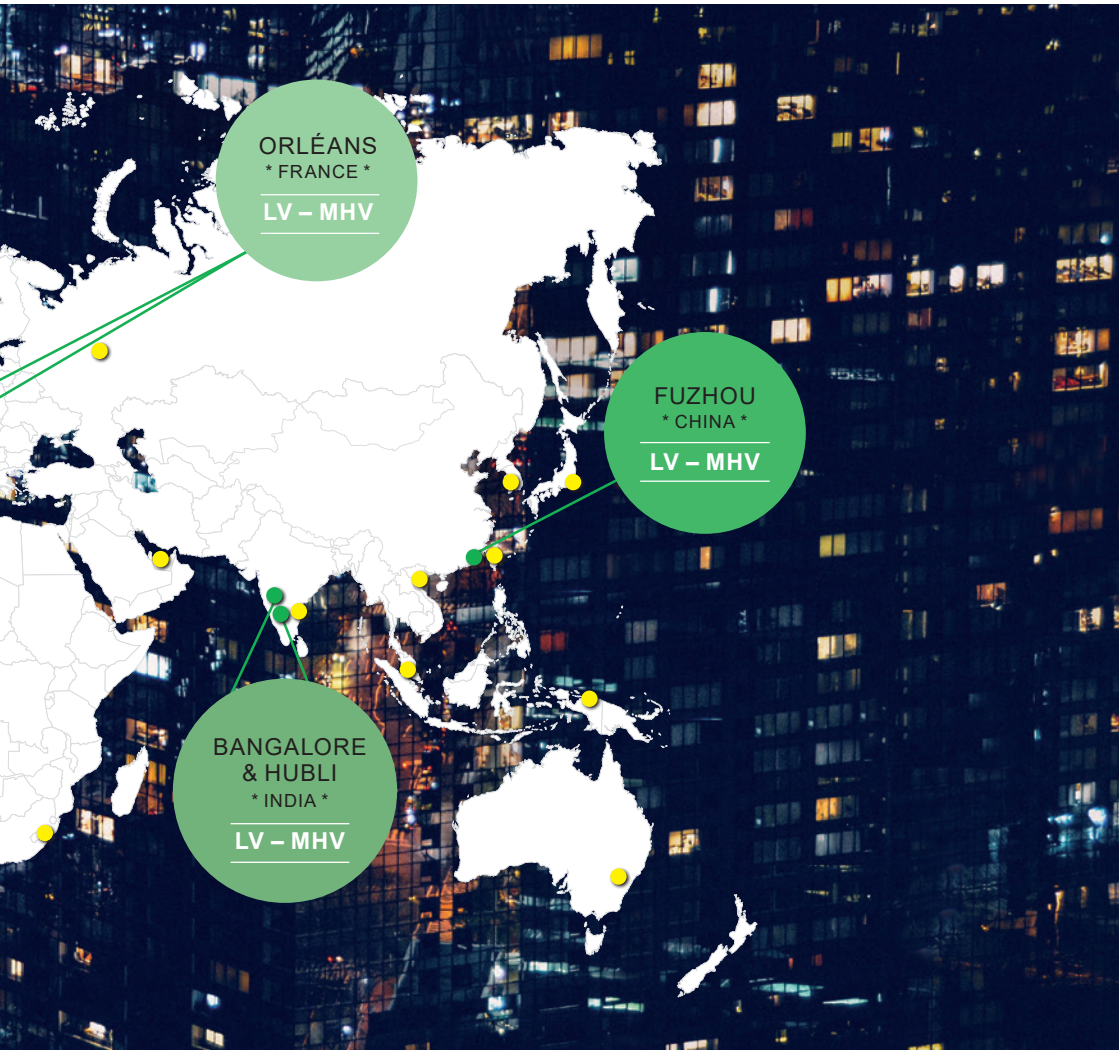 ORLÉANS
* FRANCE *
LV – MHV
FUZHOU
* CHINA *
LV – MHV
BANGALORE
& HUBLI
* INDIA *
LV – MHV